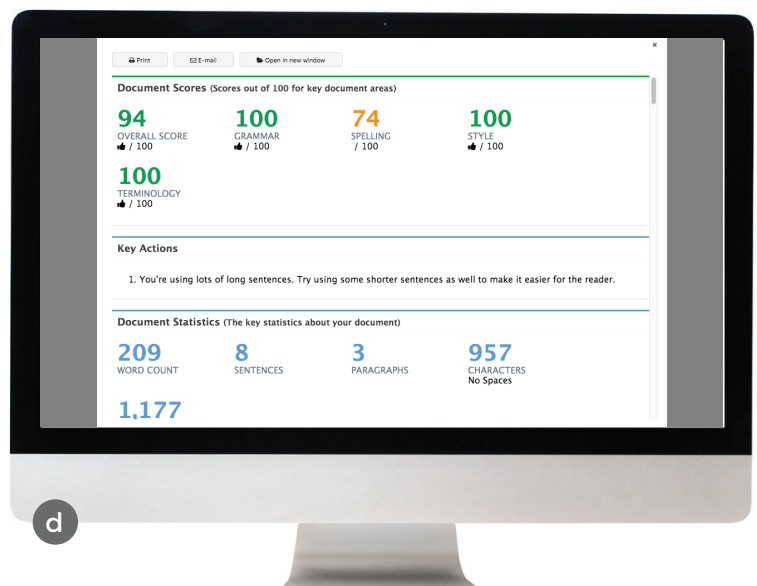 ×
Print E-mail Open in new window
Document Scores (Scores out of 100 for key document areas)
94 100 74 100
OVERALL SCORE GRAMMAR SPELLING STYLE
/ 100 / 100 / 100 / 100
100
TERMINOLOGY
/ 100
Key Actions
1. You're using lots of long sentences. Try using some shorter sentences as well to make it easier for the reader.
Document Statistics (The key statistics about your document)
209 8 3 957
WORD COUNT SENTENCES PARAGRAPHS CHARACTERS
No Spaces
1,177
d